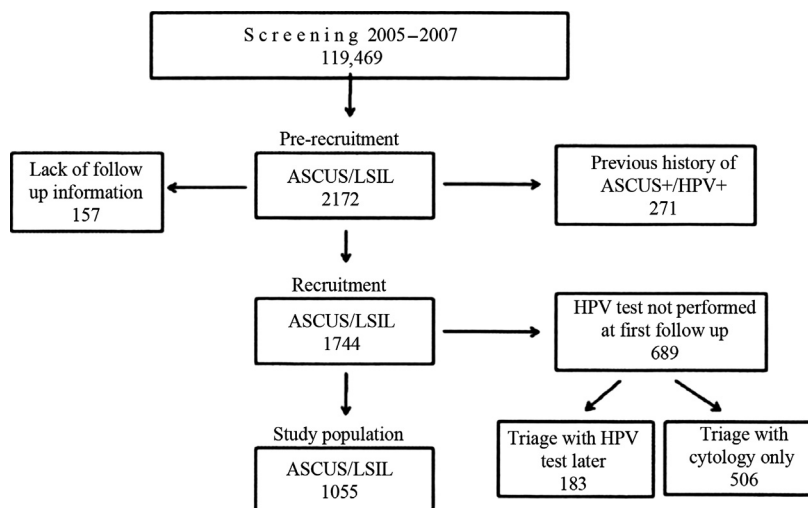 Screening 2005–2007
119,469
Pre-recruitment
Lack of follow
up information
157
ASCUS/LSIL
2172
Previous history of
ASCUS+/HPV+
271
Recruitment
ASCUS/LSIL
1744
HPV test not performed
at first follow up
689
Study population
ASCUS/LSIL
1055
Triage with HPV
test later
183
Triage with
cytology only
506